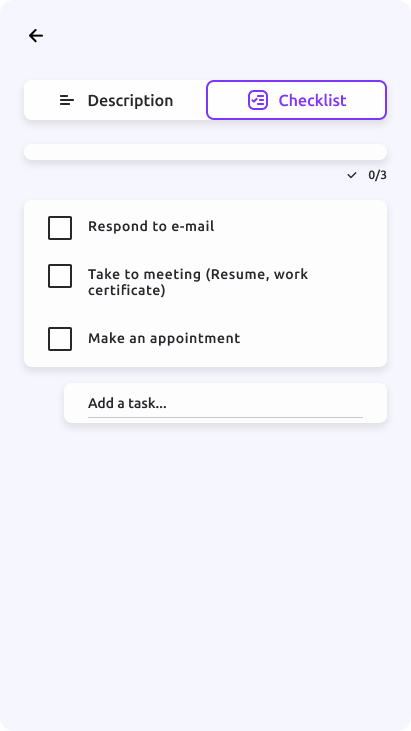 Description
Checklist
0/3
Respond to e-mail
Take to meeting (Resume, work
certificate)
Make an appointment
Add a task...